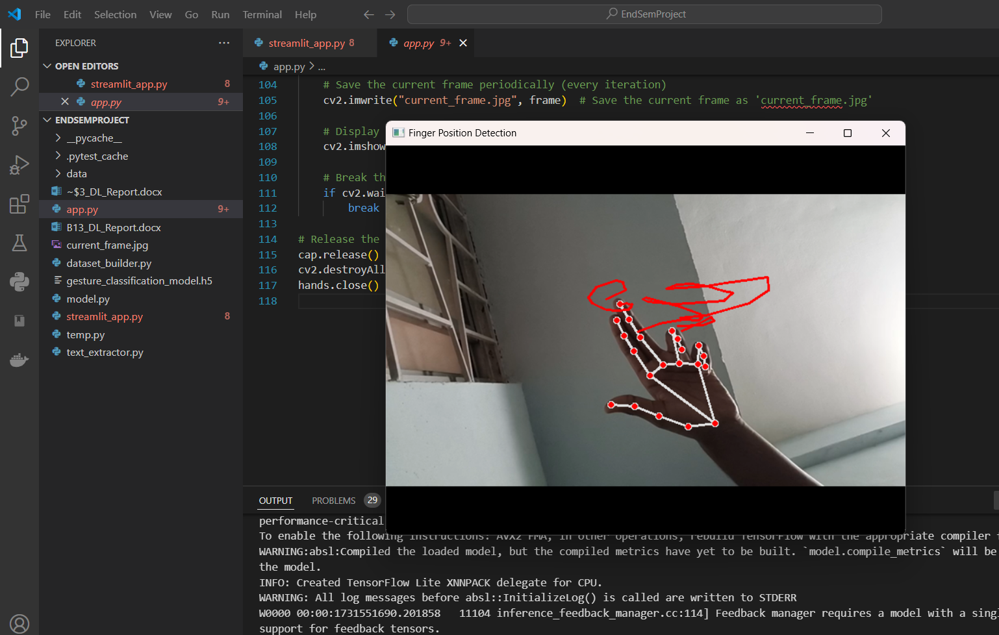 File Edit Selection View Go Run Terminal Help
EndSemProject
EXPLORER
OPEN EDITORS
streamlit_app.py 8
app.py 9+
ENDSEMPROJECT
__pycache__
.pytest_cache
data
~$3_DL_Report.docx
app.py 9+
B13_DL_Report.docx
current_frame.jpg
dataset_builder.py
gesture_classification_model.h5
model.py
streamlit_app.py 8
temp.py
text_extractor.py
streamlit_app.py 8 app.py 9+
app.py > ...
104 # Save the current frame periodically (every iteration)
105 cv2.imwrite("current_frame.jpg", frame) # Save the current frame as 'current_frame.jpg'
106
107 # Display
108 cv2.imshow
109
110 # Break th
111 if cv2.wai
112 break
113
114 # Release the
115 cap.release()
116 cv2.destroyAll
117 hands.close()
118
Finger Position Detection
OUTPUT PROBLEMS 29
performance-critical
To enable the following instructions: AVX2 FMA, in other operations, rebuild TensorFlow with the appropriate compiler f
WARNING:absl:Compiled the loaded model, but the compiled metrics have yet to be built. `model.compile_metrics` will be
the model.
INFO: Created TensorFlow Lite XNNPACK delegate for CPU.
WARNING: All log messages before absl::InitializeLog() is called are written to STDERR
W0000 00:00:1731551690.201858 11104 inference_feedback_manager.cc:114] Feedback manager requires a model with a singl
support for feedback tensors.